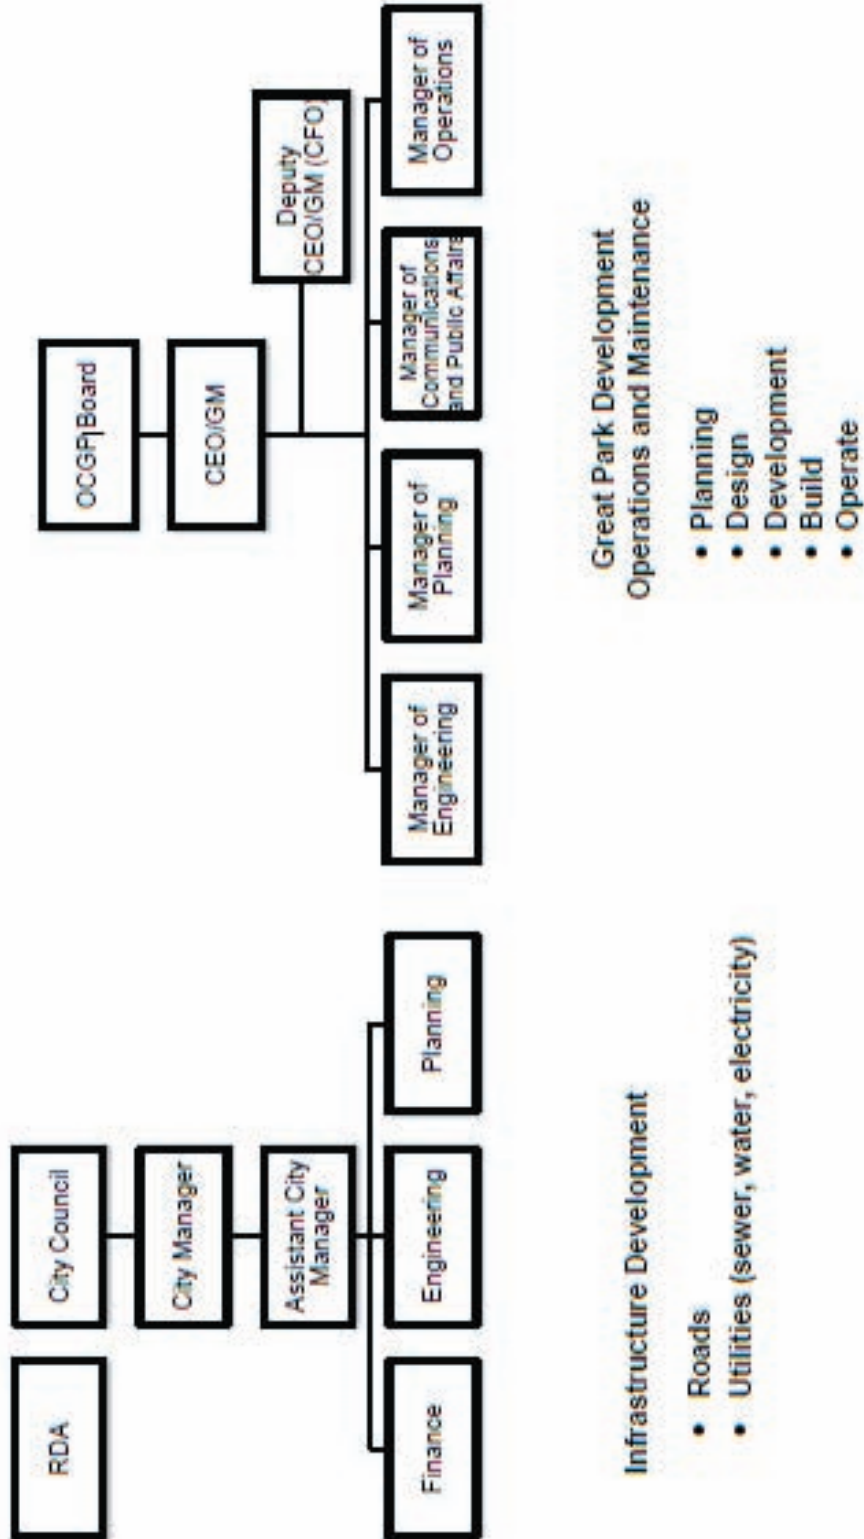 RDA
City Council
City Manager
Assistant City
Manager
Finance
Engineering
Planning
Infrastructure Development
• Roads
• Utilities (sewer, water, electricity)
OCGP|Board
CEO/GM
Deputy
CEO/GM (CFO)
Manager of
Engineering
Manager of
Planning
Manager of
Communications
and Public Affairs
Manager of
Operations
Great Park Development
Operations and Maintenance
• Planning
• Design
• Development
• Build
• Operate